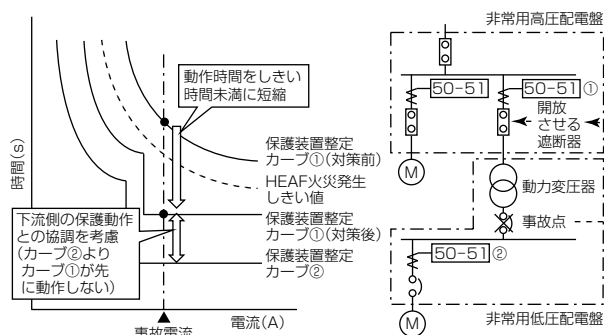 時間(s)
動作時間をしきい
時間未満に短縮
保護装置整定
カーブ①(対策前)
HEAF火災発生
しきい値
保護装置整定
カーブ①(対策後)
保護装置整定
カーブ②
下流側の保護動作
との協調を考慮
(カーブ②より
カーブ①が先
に動作しない)
事故電流
電流(A)
非常用高圧配電盤
50-51
50-51 ①
開放
させる
遮断器
M
動力変圧器
事故点
50-51 ②
M
非常用低圧配電盤